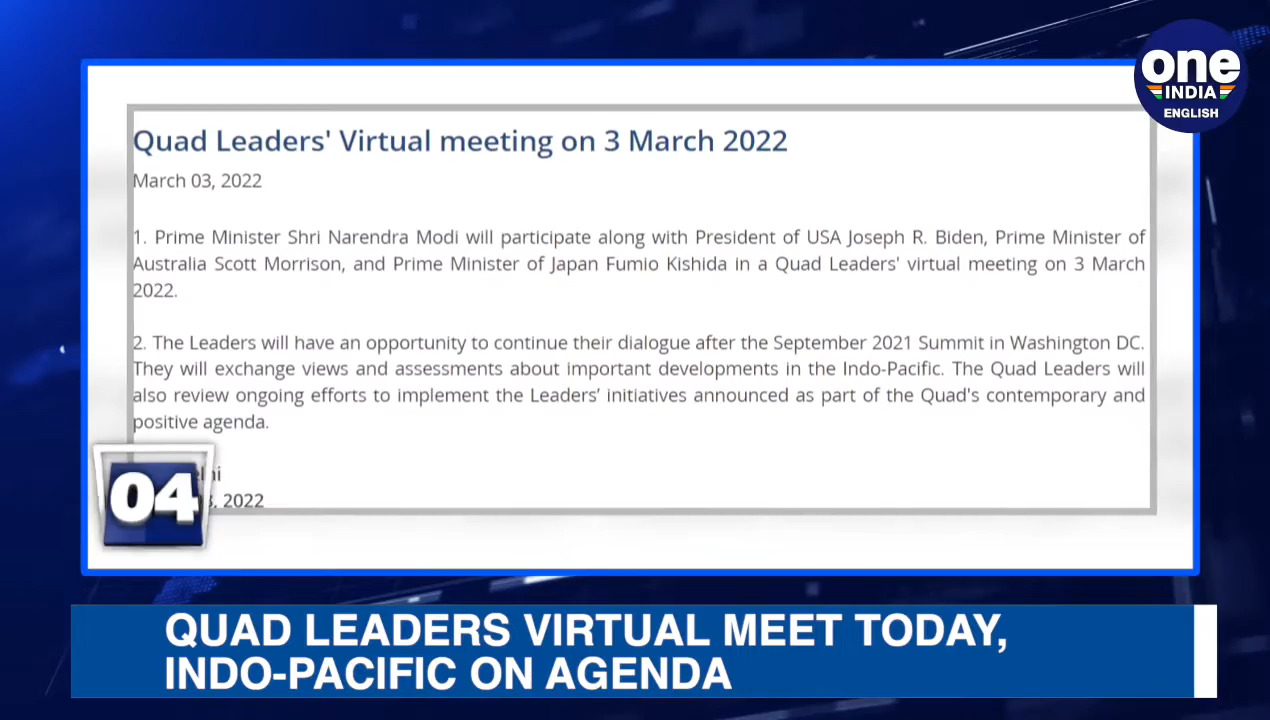 one
INDIA
ENGLISH
Quad Leaders' Virtual meeting on 3 March 2022
March 03, 2022
1. Prime Minister Shri Narendra Modi will participate along with President of USA Joseph R. Biden, Prime Minister of
Australia Scott Morrison, and Prime Minister of Japan Fumio Kishida in a Quad Leaders' virtual meeting on 3 March
2022.
2. The Leaders will have an opportunity to continue their dialogue after the September 2021 Summit in Washington DC.
They will exchange views and assessments about important developments in the Indo-Pacific. The Quad Leaders will
also review ongoing efforts to implement the Leaders’ initiatives announced as part of the Quad's contemporary and
positive agenda.
04
2022
QUAD LEADERS VIRTUAL MEET TODAY,
INDO-PACIFIC ON AGENDA